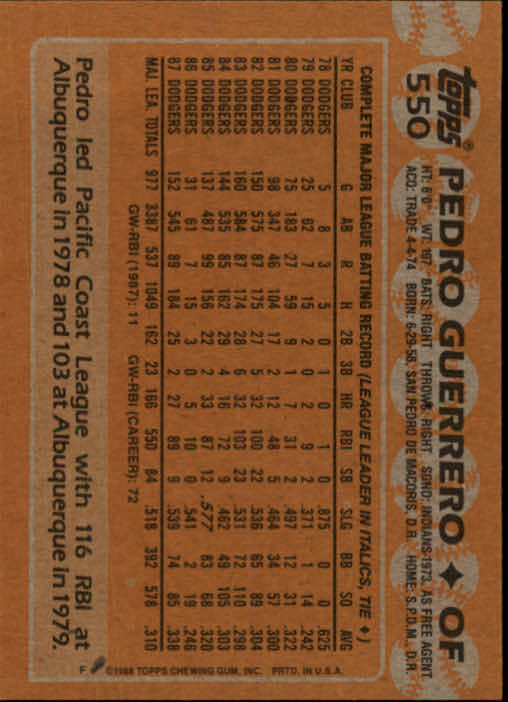 topps®
550
PEDRO GUERRERO ◆ OF
HT: 6'0" WT: 197 BATS: RIGHT THROWS: RIGHT SGND: INDIANS-1973, AS FREE AGENT
ACQ: TRADE 4-4-74 BORN: 6-29-56, SAN PEDRO DE MACORIS, D.R. HOME: S.P.D.M., D.R.
COMPLETE MAJOR LEAGUE BATTING RECORD (LEAGUE LEADER IN ITALICS, TIE ◆)
YR CLUB G AB R H 2B 3B HR RBI SB SLG BB SO AVG
78 DODGERS 5 8 3 5 0 1 0 1 0 .875 0 0 .625
79 DODGERS 25 62 7 15 2 0 2 9 2 .371 1 14 .242
80 DODGERS 75 183 27 59 9 1 7 31 2 .497 12 31 .322
81 DODGERS 98 347 46 104 17 2 12 48 5 .464 34 57 .300
82 DODGERS 150 575 87 175 27 5 32 100 22 .536 65 89 .304
83 DODGERS 160 584 87 174 28 6 32 103 23 .531 72 110 .298
84 DODGERS 144 535 85 162 29 4 16 72 9 .462 49 105 .303
85 DODGERS 137 487 99 156 22 2 33 87 12 .577 83 68 .320
86 DODGERS 31 61 7 15 3 0 5 10 0 .541 2 19 .246
87 DODGERS 152 545 89 184 25 2 27 89 9 .539 74 85 .338
MAJ. LEA. TOTALS 977 3387 537 1049 162 23 166 550 84 .518 392 578 .310
GW-RBI (1987): 11 GW-RBI (CAREER): 72
F ©1988 TOPPS CHEWING GUM, INC. PRTD. IN U.S.A.
Pedro led Pacific Coast League with 116 RBI at
Albuquerque in 1978 and 103 at Albuquerque in 1979.